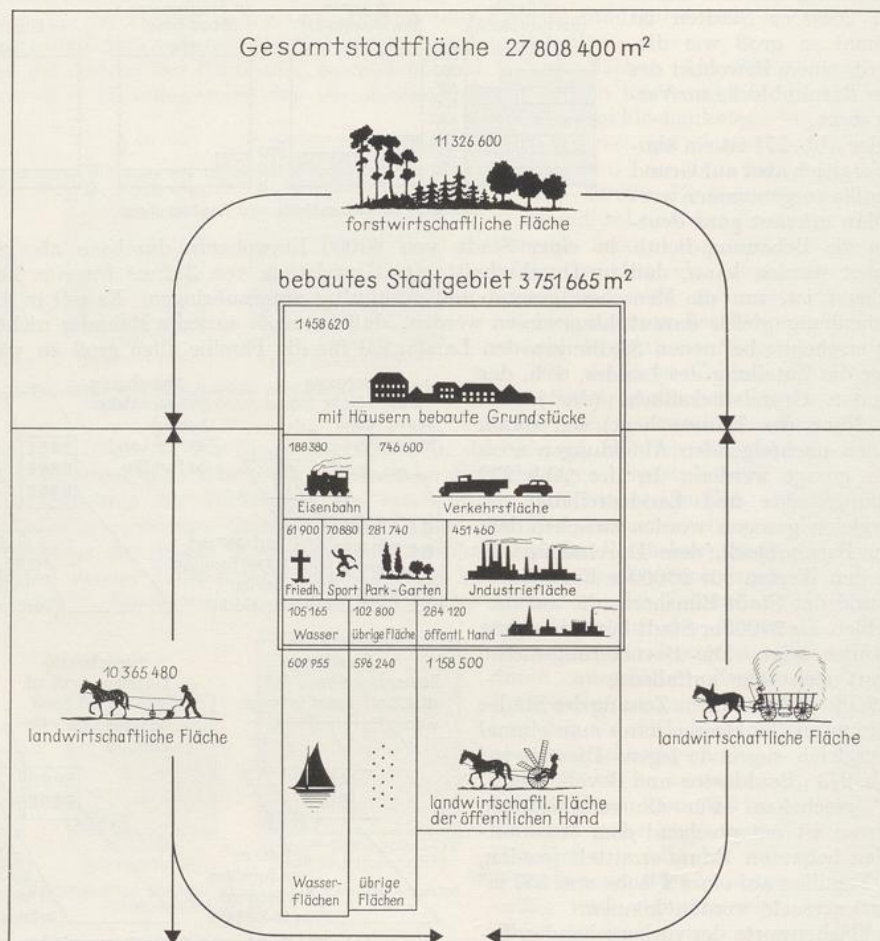 Gesamtstadtfläche 27 808 400 m²
11 326 600
forstwirtschaftliche Fläche
bebautes Stadtgebiet 3 751 665 m²
1 458 620
mit Häusern bebaute Grundstücke
188 380
746 600
Eisenbahn
Verkehrsfläche
61 900
70880
281 740
451 460
Friedh.
Sport
Park-Garten
Jndustriefläche
105 165
102 800
284 120
Wasser
übrige Fläche
öffentl. Hand
609 955
596 240
1 158 500
10 365 480
landwirtschaftliche Fläche
landwirtschaftliche Fläche
landwirtschaftl. Fläche
der öffentlichen Hand
Wasser-
flächen
übrige
Flächen